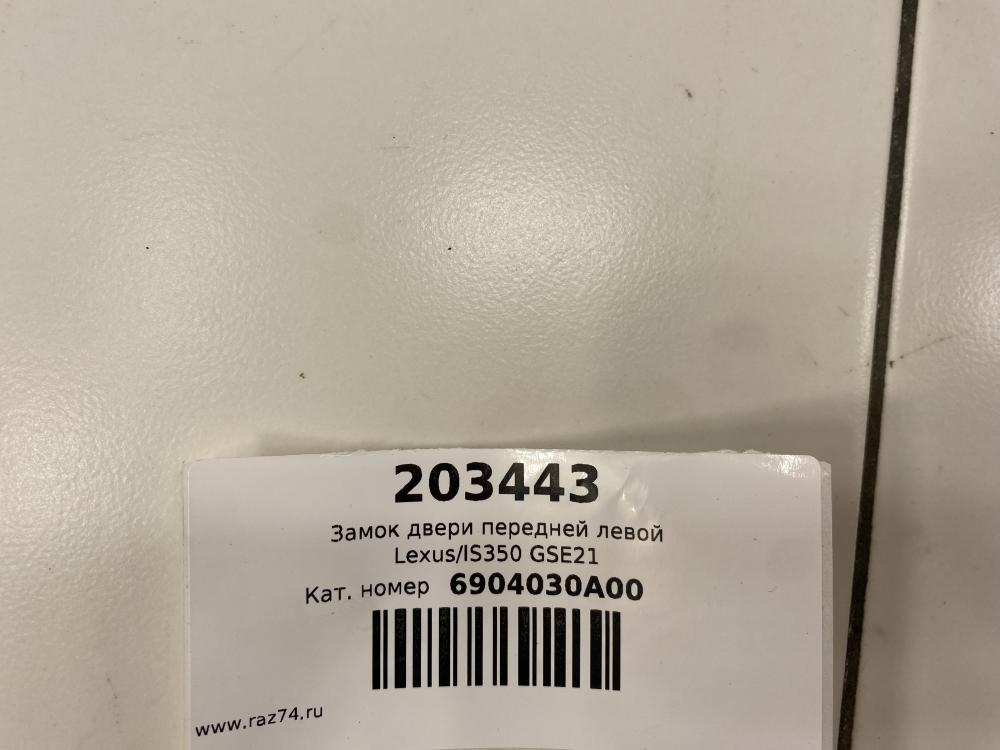 203443
Замок двери передней левой
Lexus/IS350 GSE21
Кат. номер 6904030A00
www.raz74.ru